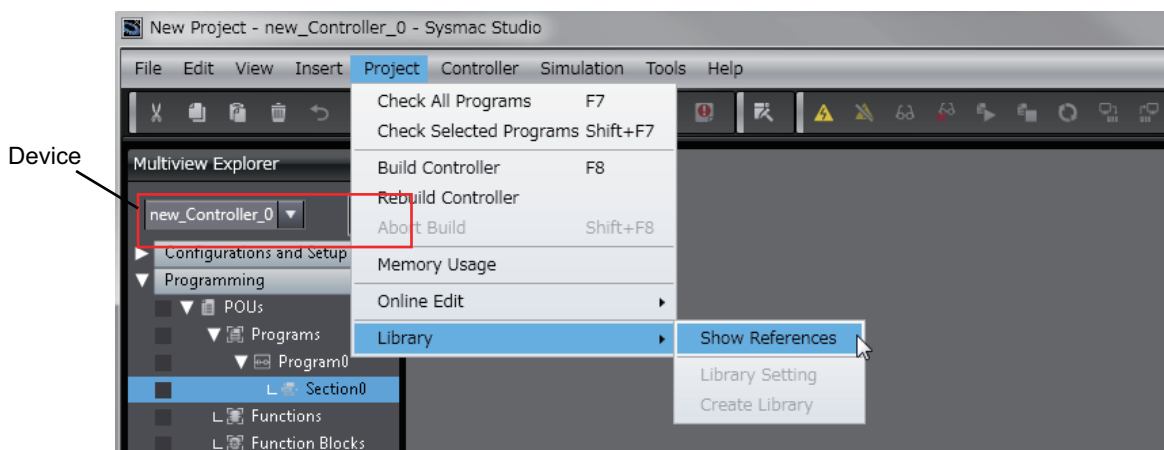 New Project - new_Controller_0 - Sysmac Studio
File Edit View Insert Project Controller Simulation Tools Help
Check All Programs F7
Check Selected Programs Shift+F7
Device
Multiview Explorer
Build Controller F8
Rebuild Controller
new_Controller_0
Abort Build Shift+F8
Configurations and Setup
Memory Usage
Programming
Online Edit
POUs
Programs
Library
Show References
Program0
Library Setting
Section0
Create Library
Functions
Function Blocks